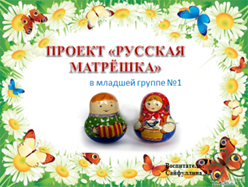 ПРОЕКТ «РУССКАЯ
МАТРЁШКА»
в младшей группе №1
Воспитатель
Сайфуллина